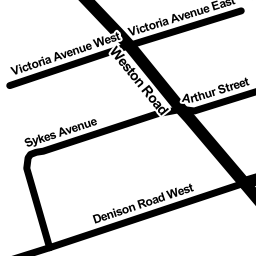 Victoria Avenue East
Victoria Avenue West
Weston Road
Arthur Street
Sykes Avenue
Denison Road West